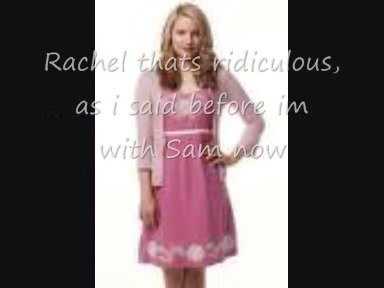 Rachel thats ridiculous,
as i said before im
with Sam now